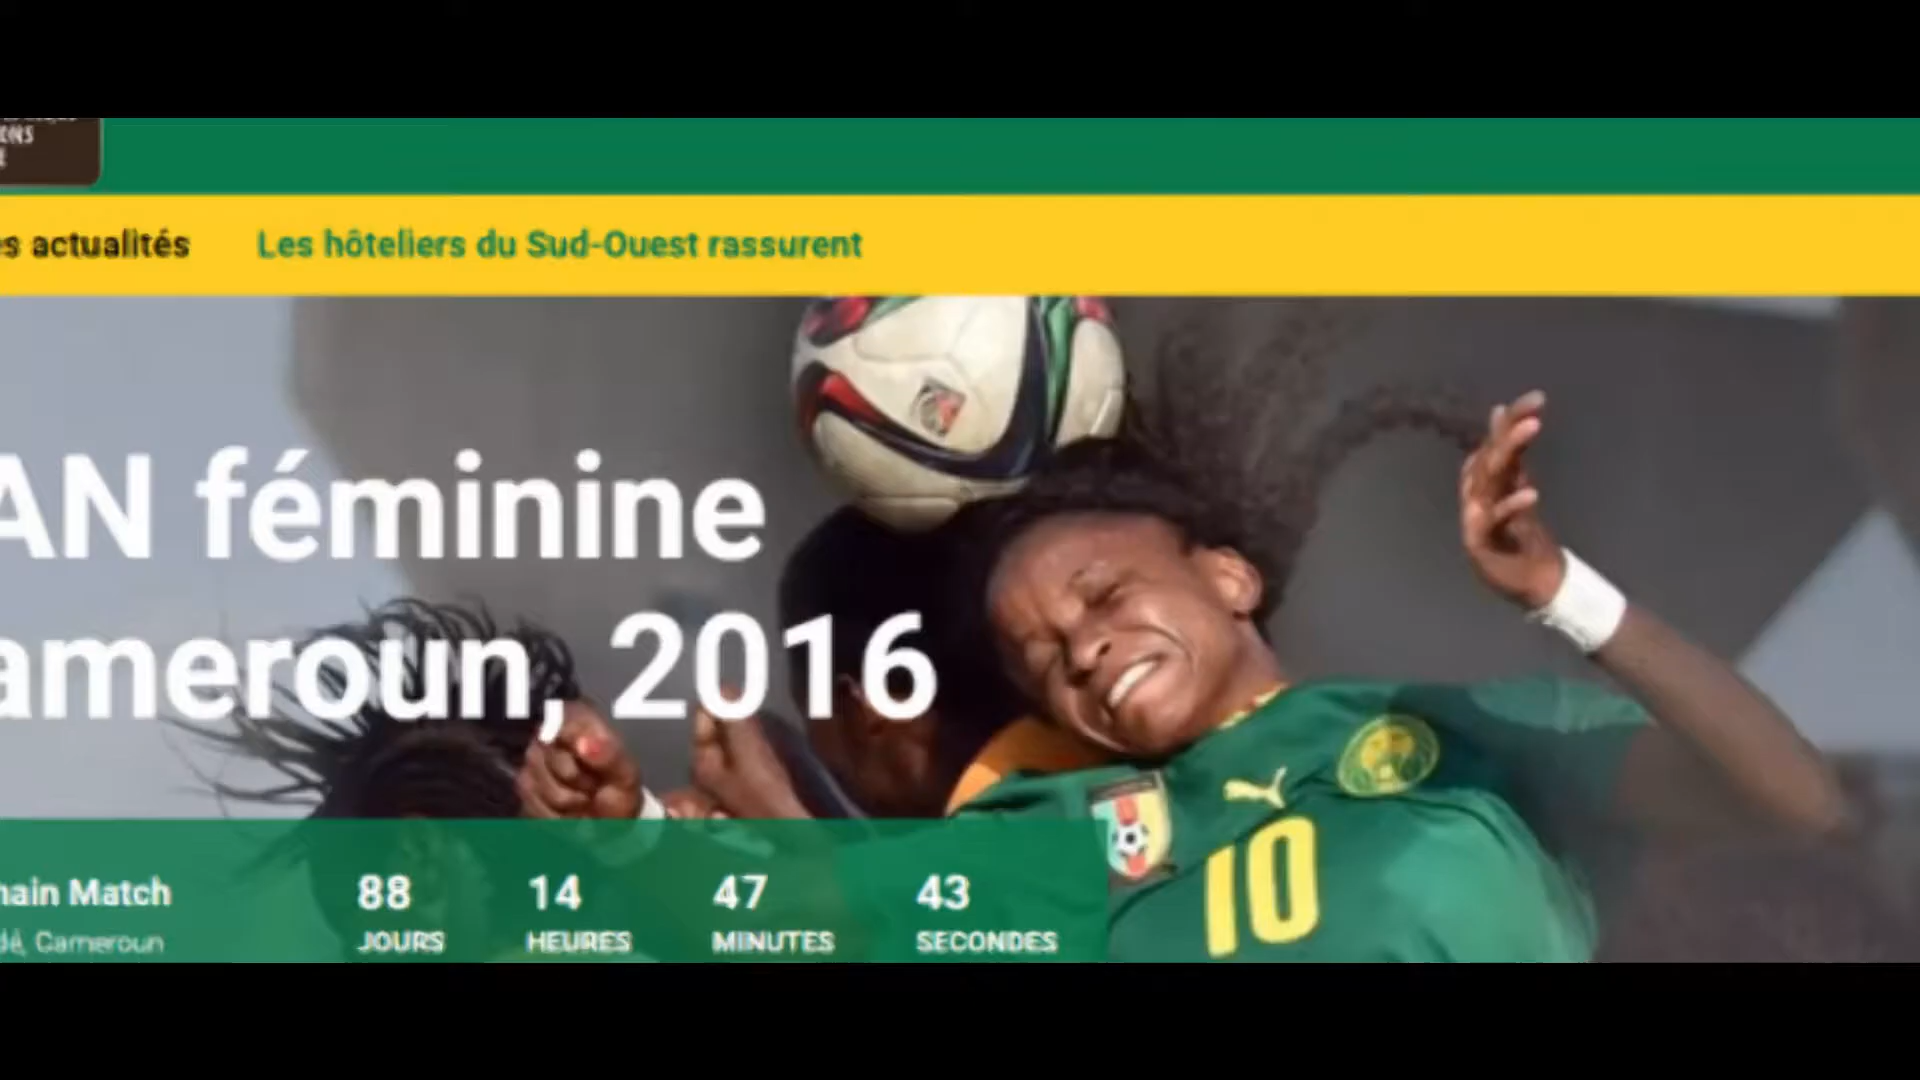 s actualités
Les hôteliers du Sud-Ouest rassurent
AN féminine
ameroun, 2016
hain Match
dé, Cameroun
88
JOURS
14
HEURES
47
MINUTES
43
SECONDES
10